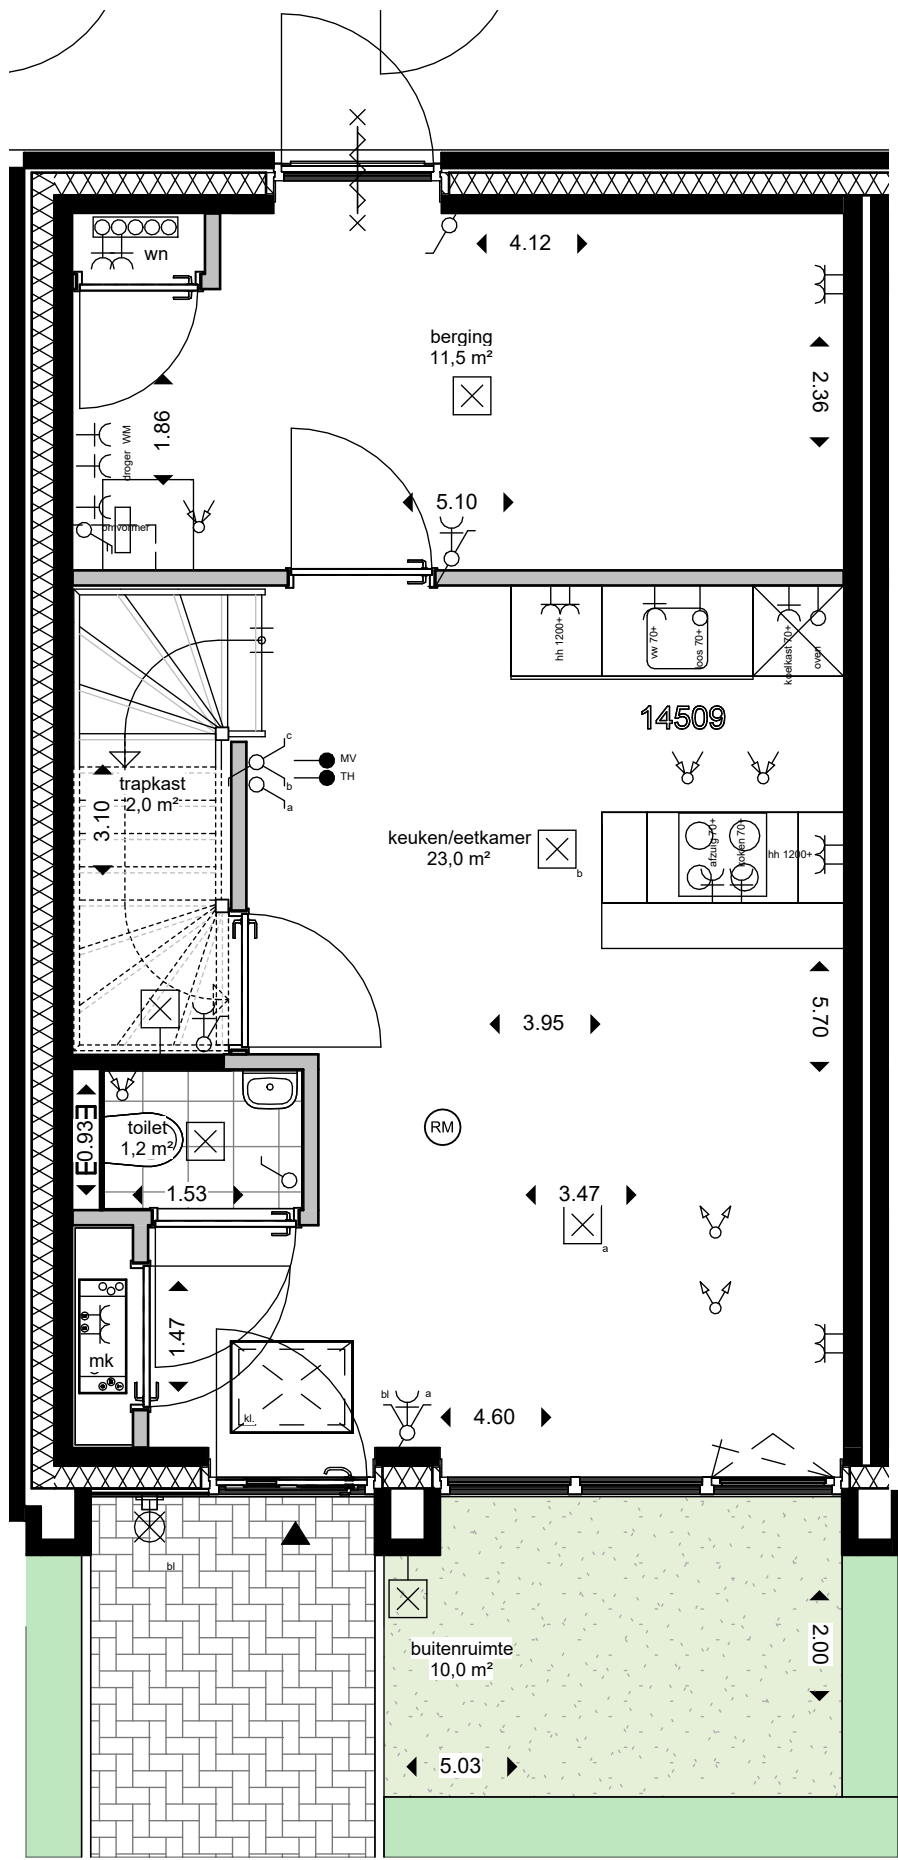 4.12
wn
berging
11,5 m²
2.36
1.86
WM
droger
5.10
omvormer
hh 1200+
vw 70+
loos 70+
koelkast 70+
oven
14509
c
MV
b
TH
a
trapkast
2,0 m²
3.10
keuken/eetkamer
23,0 m²
b
afzuig 70+
koken 70+
hh 1200+
5.70
3.95
0.93
toilet
1,2 m²
RM
1.53
3.47
a
1.47
mk
kl.
bl
a
4.60
bl
buitenruimte
10,0 m²
2.00
5.03